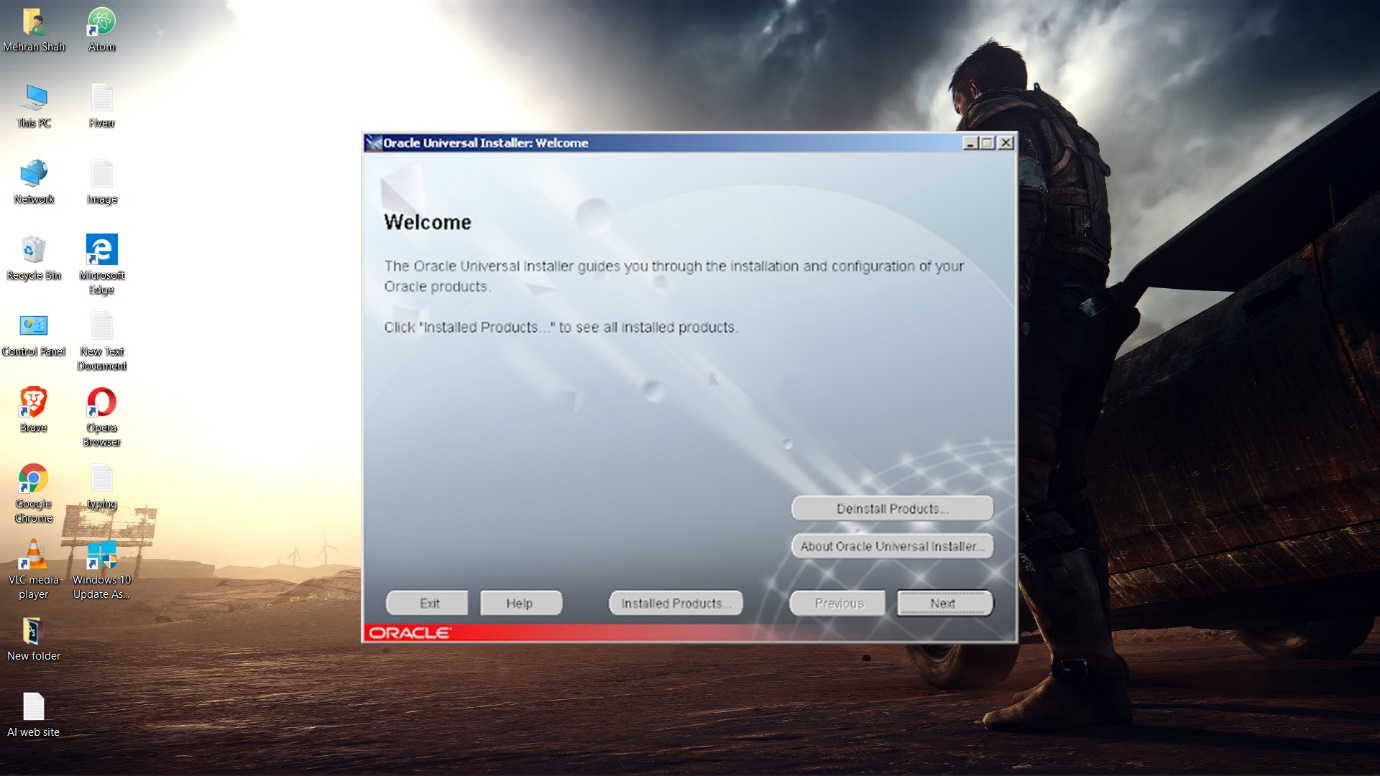 Mehran Shah
Atom
This PC
Fiverr
Network
Image
Recycle Bin
Microsoft
Edge
Control Panel
New Text
Document
Brave
Opera
Browser
Google
Chrome
typing
VLC media
player
Windows 10
Update As...
New folder
AI web site
Oracle Universal Installer: Welcome
Welcome
The Oracle Universal Installer guides you through the installation and configuration of your
Oracle products.
Click "Installed Products..." to see all installed products.
Deinstall Products...
About Oracle Universal Installer...
Exit
Help
Installed Products...
Previous
Next
ORACLE